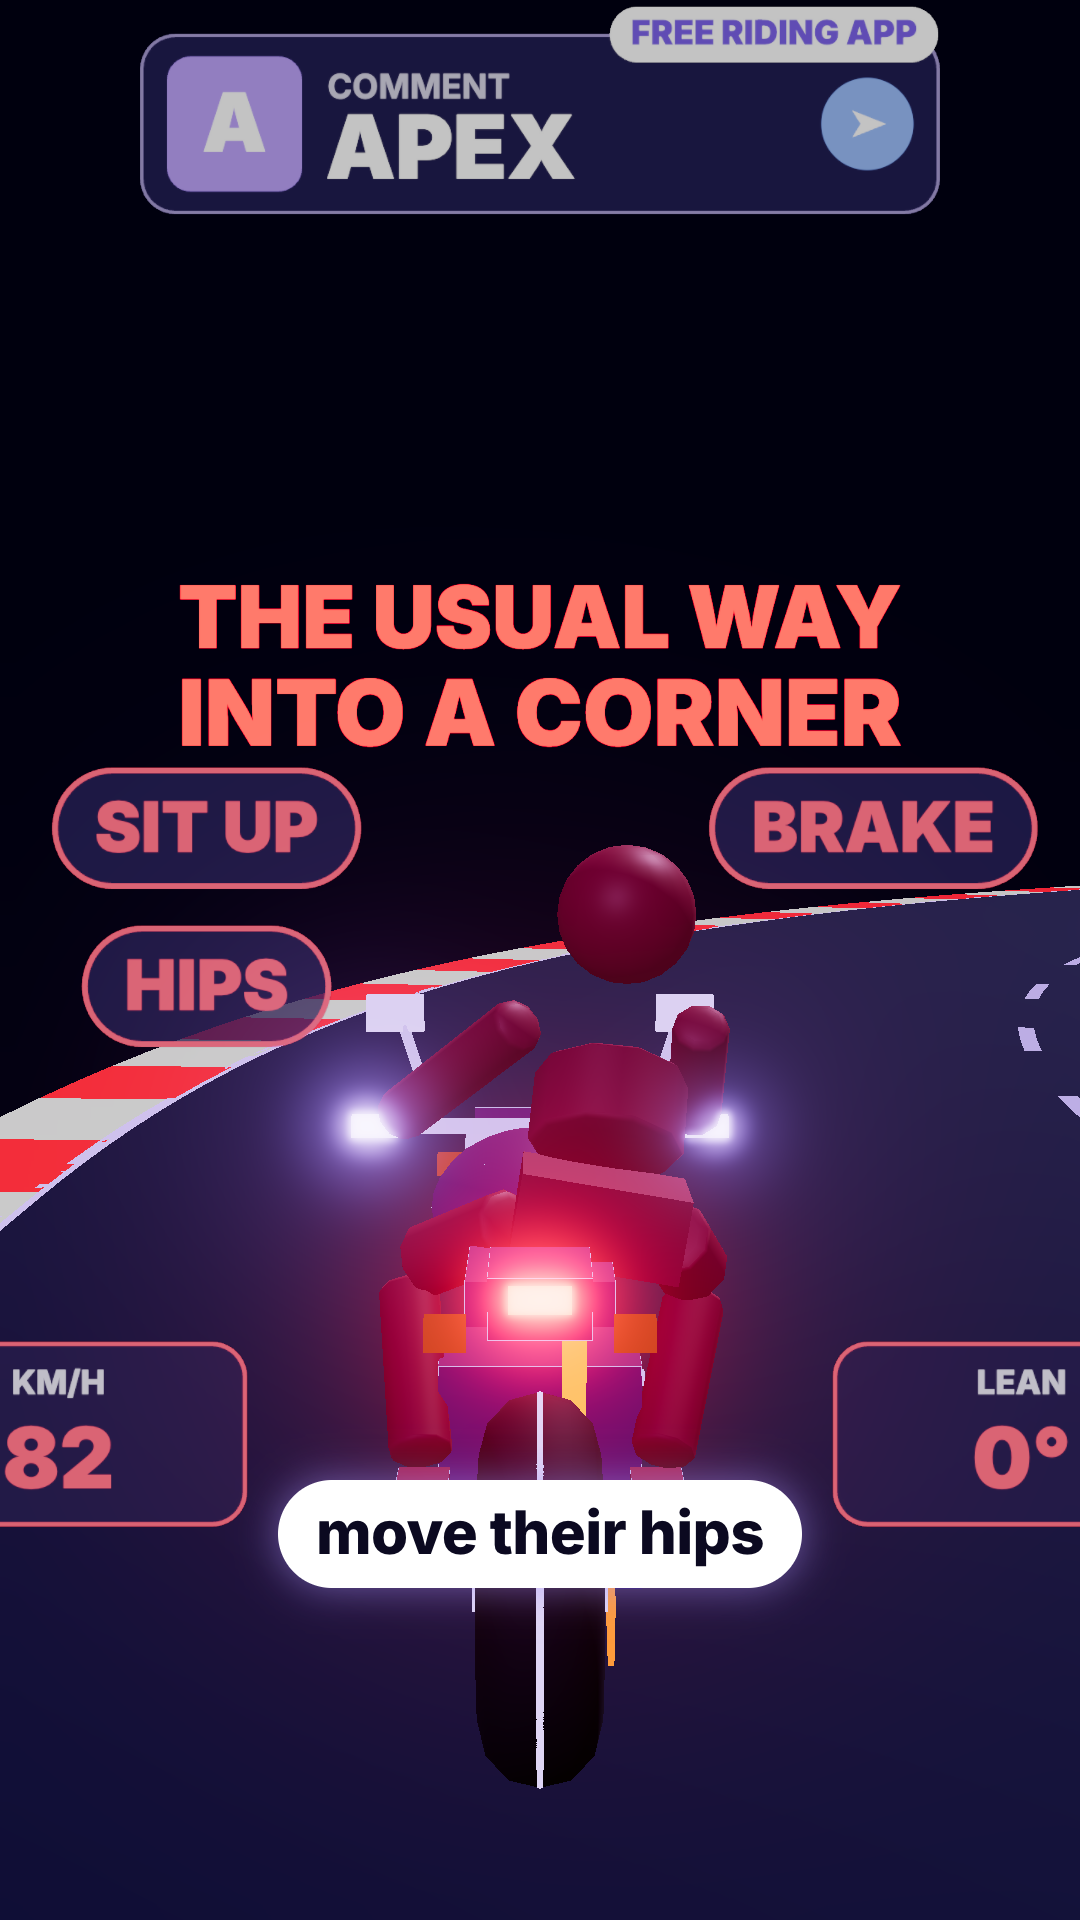 FREE RIDING APP
A
COMMENT
APEX
THE USUAL WAY
INTO A CORNER
SIT UP
BRAKE
HIPS
KM/H
82
LEAN
0°
move their hips